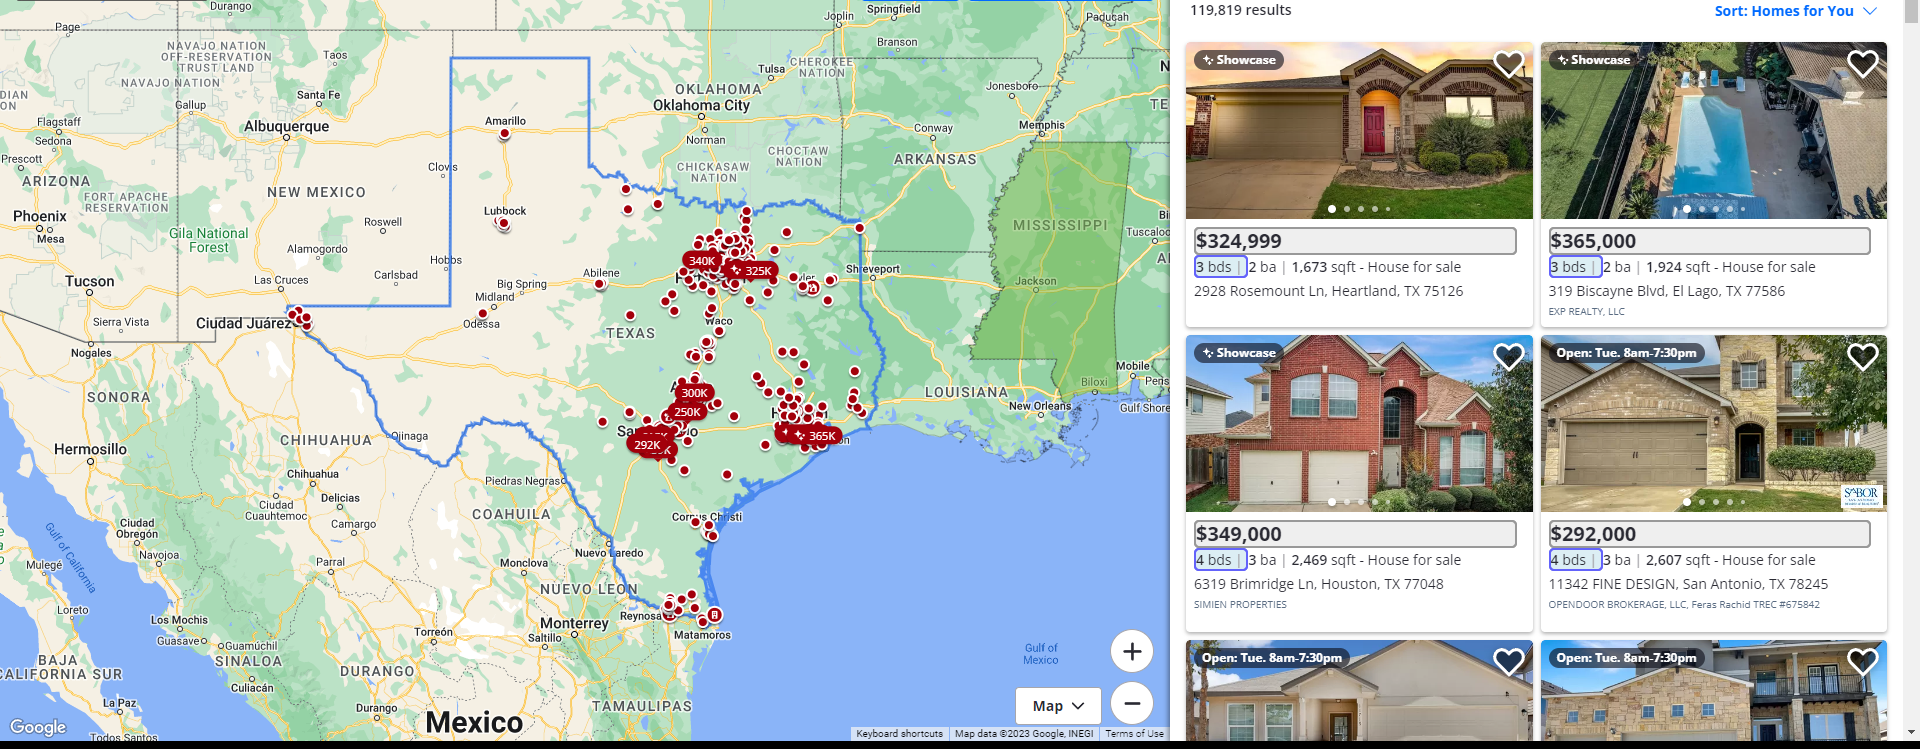 119,819 results
Sort: Homes for You
Showcase
$324,999
3 bds | 2 ba | 1,673 sqft - House for sale
2928 Rosemount Ln, Heartland, TX 75126
Showcase
$365,000
3 bds | 2 ba | 1,924 sqft - House for sale
319 Biscayne Blvd, El Lago, TX 77586
EXP REALTY, LLC
Showcase
$349,000
4 bds | 3 ba | 2,469 sqft - House for sale
6319 Brimridge Ln, Houston, TX 77048
SIMIEN PROPERTIES
Open: Tue. 8am-7:30pm
SABOR
$292,000
4 bds | 3 ba | 2,607 sqft - House for sale
11342 FINE DESIGN, San Antonio, TX 78245
OPENDOOR BROKERAGE, LLC, Feras Rachid TREC #675842
Open: Tue. 8am-7:30pm
Open: Tue. 8am-7:30pm
Durango
Page
NAVAJO NATION
OFF-RESERVATION
TRUST LAND
NAVAJO NATION
Taos
Gallup
Santa Fe
Flagstaff
Sedona
Albuquerque
Prescott
ARIZONA
FORT APACHE
RESERVATION
NEW MEXICO
Clovis
Phoenix
Mesa
Gila National
Forest
Roswell
Alamogordo
Hobbs
Tucson
Las Cruces
Carlsbad
Sierra Vista
Ciudad Juárez
Nogales
Amarillo
Lubbock
Abilene
Big Spring
Midland
Odessa
TEXAS
Waco
340K
325K
300K
250K
292K
365K
Joplin
Springfield
Branson
Paducah
Tulsa
CHEROKEE
NATION
OKLAHOMA
Oklahoma City
Norman
CHICKASAW
NATION
CHOCTAW
NATION
Jonesboro
Conway
Memphis
ARKANSAS
MISSISSIPPI
Tuscaloo
Shreveport
Jackson
LOUISIANA
Mobile
Biloxi
Pens
New Orleans
Gulf Shore
SONORA
Hermosillo
CHIHUAHUA
Ojinaga
Chihuahua
Delicias
Ciudad
Cuauhtemoc
Camargo
Piedras Negras
COAHUILA
Ciudad
Obregón
Navojoa
Parral
Nuevo Laredo
Monclova
Corpus Christi
Gulf of California
Mulegé
Loreto
NUEVO LEON
Reynosa
Matamoros
Los Mochis
Guasave
Guamúchil
SINALOA
Torreón
Monterrey
Saltillo
BAJA
CALIFORNIA SUR
Culiacán
DURANGO
La Paz
Durango
Mexico
TAMAULIPAS
Todos Santos
Gulf of
Mexico
Map
Google
Keyboard shortcuts
Map data ©2023 Google, INEGI
Terms of Use